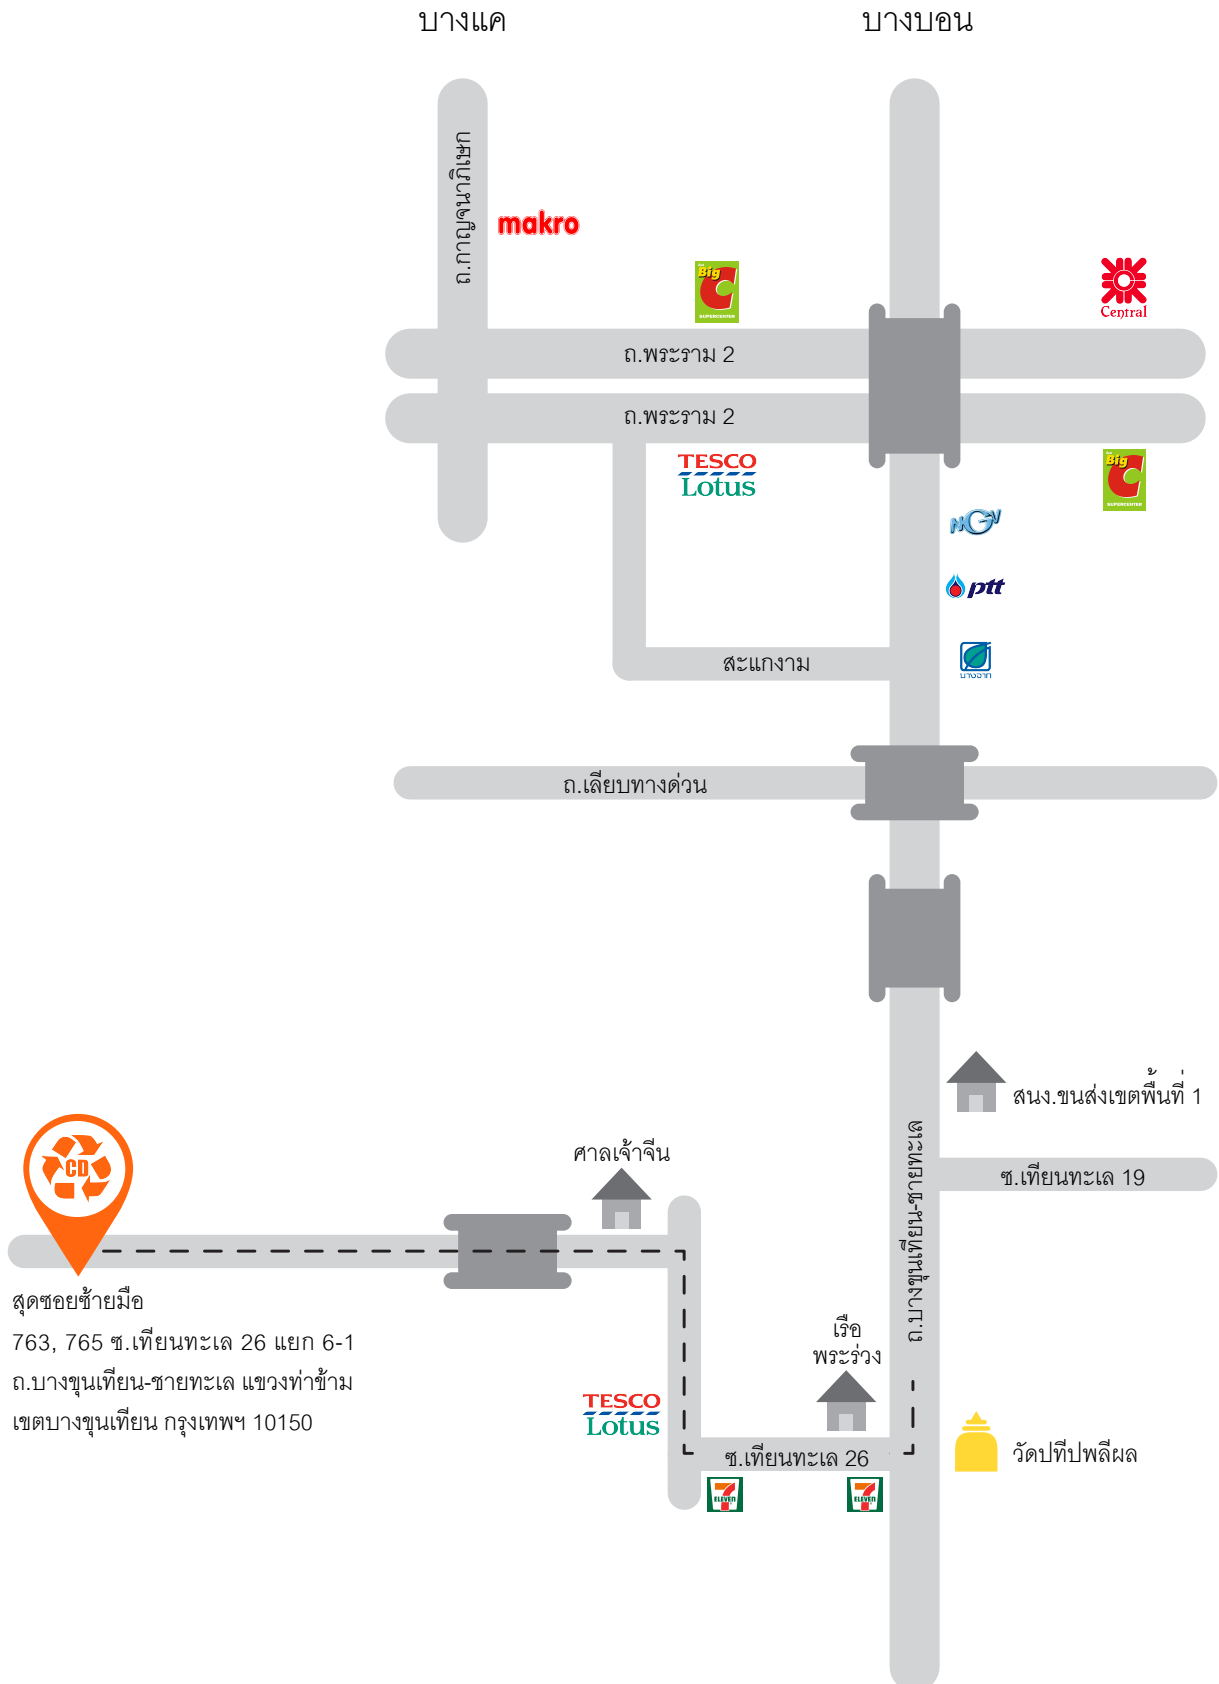 บางแค
บางบอน
ถ.กาญจนาภิเษก
makro
Big
C
SUPERCENTER
Central
ถ.พระราม 2
ถ.พระราม 2
TESCO
Lotus
Big
C
SUPERCENTER
NGV
ptt
สะแกงาม
บางจาก
ถ.เลียบทางด่วน
สนง.ขนส่งเขตพื้นที่ 1
ศาลเจ้าจีน
ซ.เทียนทะเล 19
ถ.บางขุนเทียน-ชายทะเล
CD
สุดซอยซ้ายมือ
763, 765 ซ.เทียนทะเล 26 แยก 6-1
ถ.บางขุนเทียน-ชายทะเล แขวงท่าข้าม
เขตบางขุนเทียน กรุงเทพฯ 10150
เรือ
พระร่วง
TESCO
Lotus
ซ.เทียนทะเล 26
วัดปทีปพลีผล
7
ELEVEN
7
ELEVEN